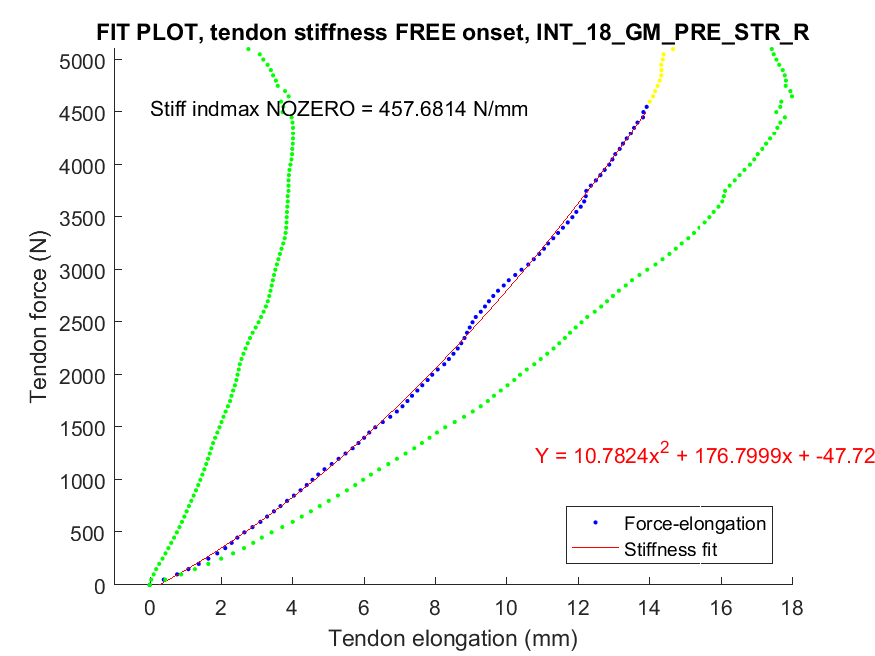 FIT PLOT, tendon stiffness FREE onset, INT_18_GM_PRE_STR_R
5000
Stiff indmax NOZERO = 457.6814 N/mm
4500
4000
3500
3000
Tendon force (N)
2500
2000
1500
Y = 10.7824x² + 176.7999x + -47.72
1000
500
Force-elongation
Stiffness fit
0
0 2 4 6 8 10 12 14 16 18
Tendon elongation (mm)